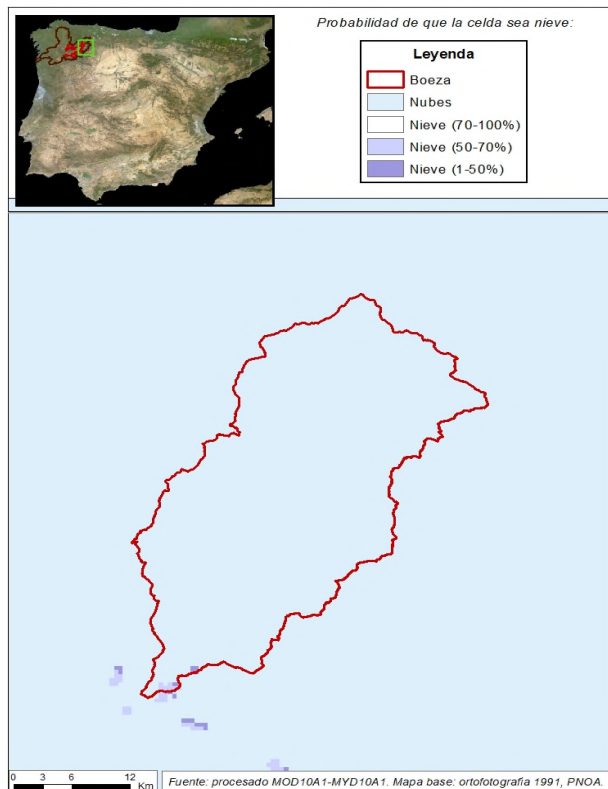 Probabilidad de que la celda sea nieve:
Leyenda
Boeza
Nubes
Nieve (70-100%)
Nieve (50-70%)
Nieve (1-50%)
0 3 6 12
Km
Fuente: procesado MOD10A1-MYD10A1. Mapa base: ortofotografía 1991, PNOA.